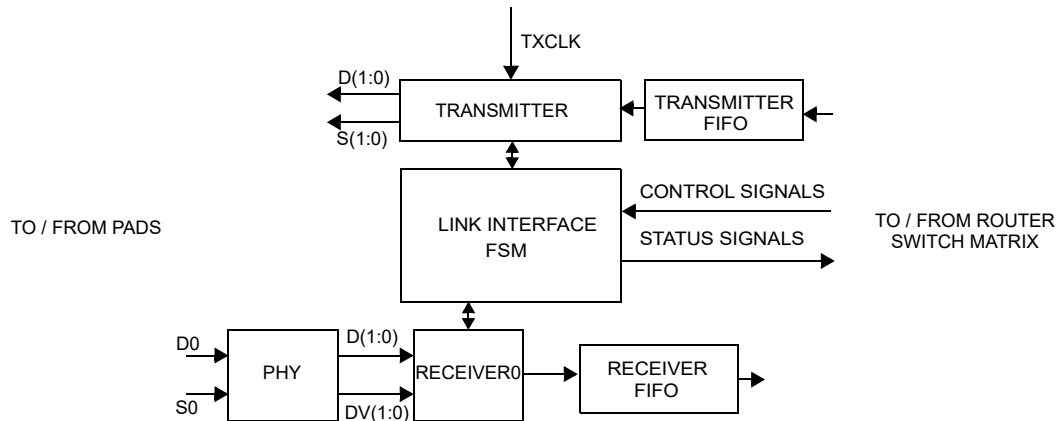 TXCLK
D(1:0)
TRANSMITTER
TRANSMITTER
FIFO
S(1:0)
CONTROL SIGNALS
TO / FROM PADS
LINK INTERFACE
FSM
TO / FROM ROUTER
SWITCH MATRIX
STATUS SIGNALS
D0
D(1:0)
PHY
RECEIVER0
RECEIVER
FIFO
S0
DV(1:0)